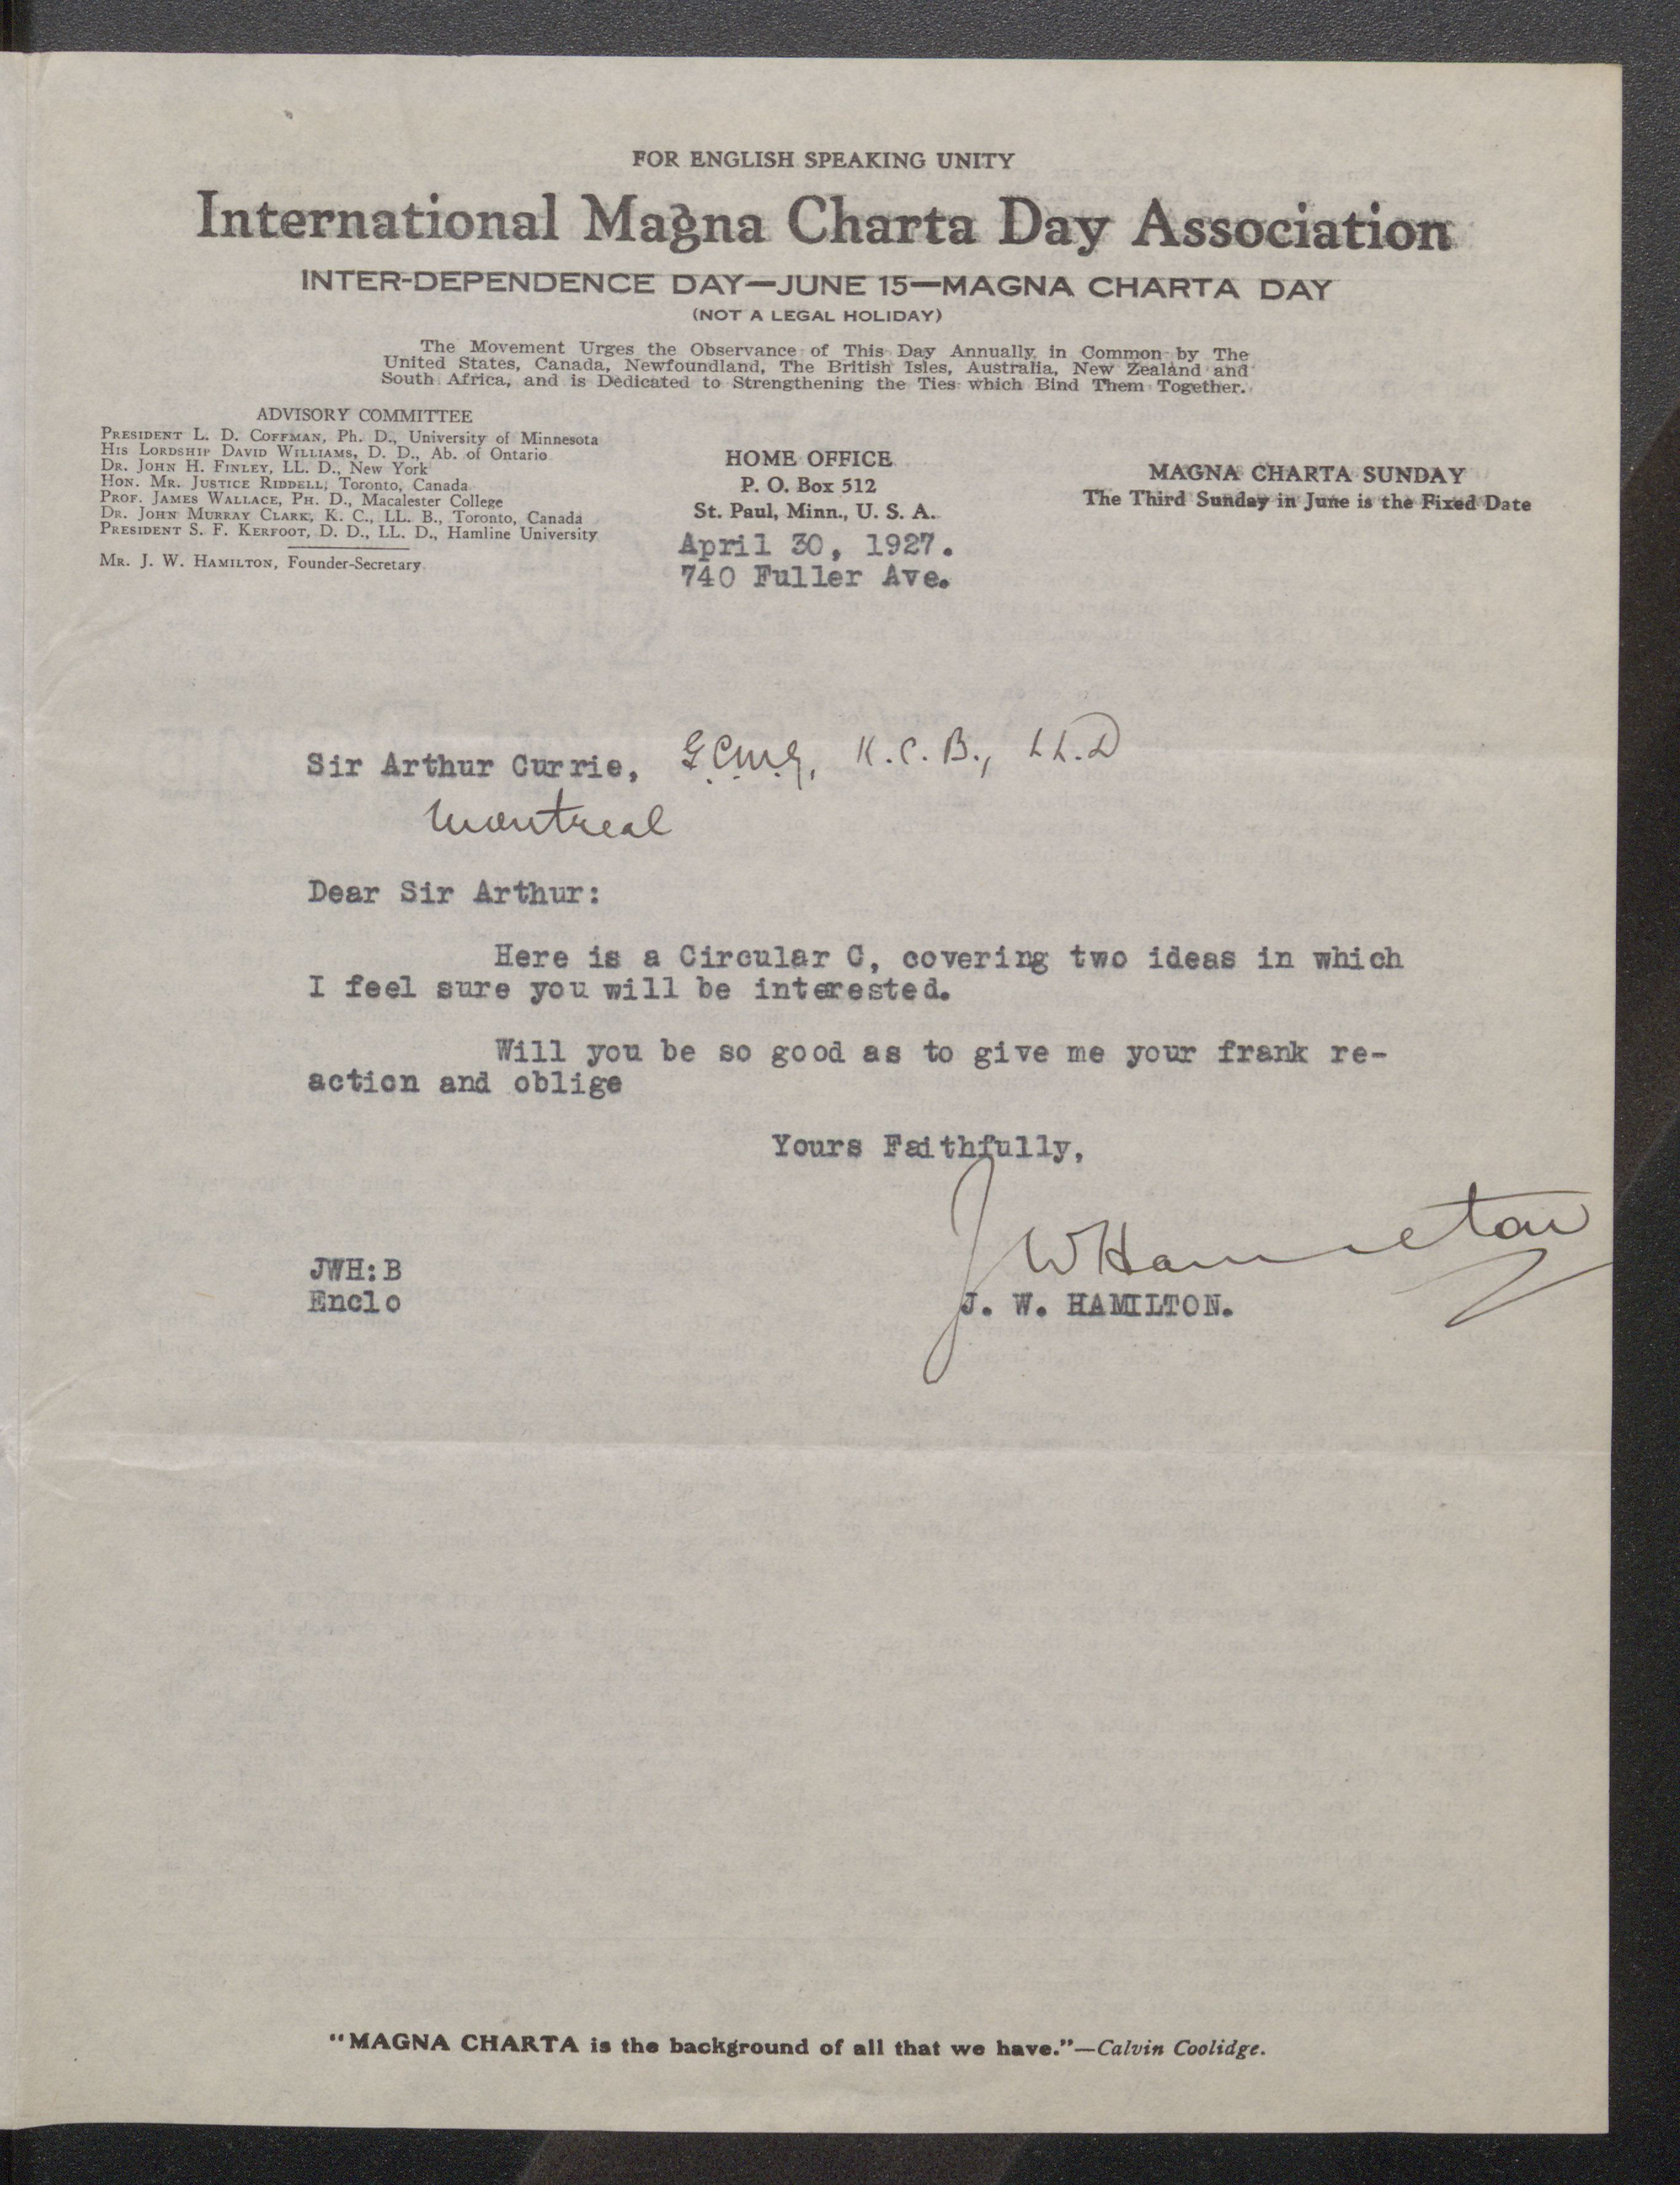 FOR ENGLISH SPEAKING UNITY
International Magna Charta Day Association
INTER-DEPENDENCE DAY—JUNE 15—MAGNA CHARTA DAY
(NOT A LEGAL HOLIDAY)
The Movement Urges the Observance of This Day Annually in Common by The
United States, Canada, Newfoundland, The British Isles, Australia, New Zealand and
South Africa, and is Dedicated to Strengthening the Ties which Bind Them Together.
ADVISORY COMMITTEE
PRESIDENT L. D. COFFMAN, Ph. D., University of Minnesota
HIS LORDSHIP DAVID WILLIAMS, D. D., Ab. of Ontario
DR. JOHN H. FINLEY, LL. D., New York
HON. MR. JUSTICE RIDDELL, Toronto, Canada
PROF. JAMES WALLACE, PH. D., Macalester College
DR. JOHN MURRAY CLARK, K. C., LL. B., Toronto, Canada
PRESIDENT S. F. KERFOOT, D. D., LL. D., Hamline University
MR. J. W. HAMILTON, Founder-Secretary
HOME OFFICE
P. O. Box 512
St. Paul, Minn., U. S. A.
April 30, 1927.
740 Fuller Ave.
MAGNA CHARTA SUNDAY
The Third Sunday in June is the Fixed Date
Sir Arthur Currie, G.C.M.G., K.C.B., LL.D
Montreal
Dear Sir Arthur:
Here is a Circular C, covering two ideas in which
I feel sure you will be interested.
Will you be so good as to give me your frank re-
action and oblige
Yours Faithfully,
J W Hamilton
JWH:B
Enclo
J. W. HAMILTON.
"MAGNA CHARTA is the background of all that we have."—Calvin Coolidge.